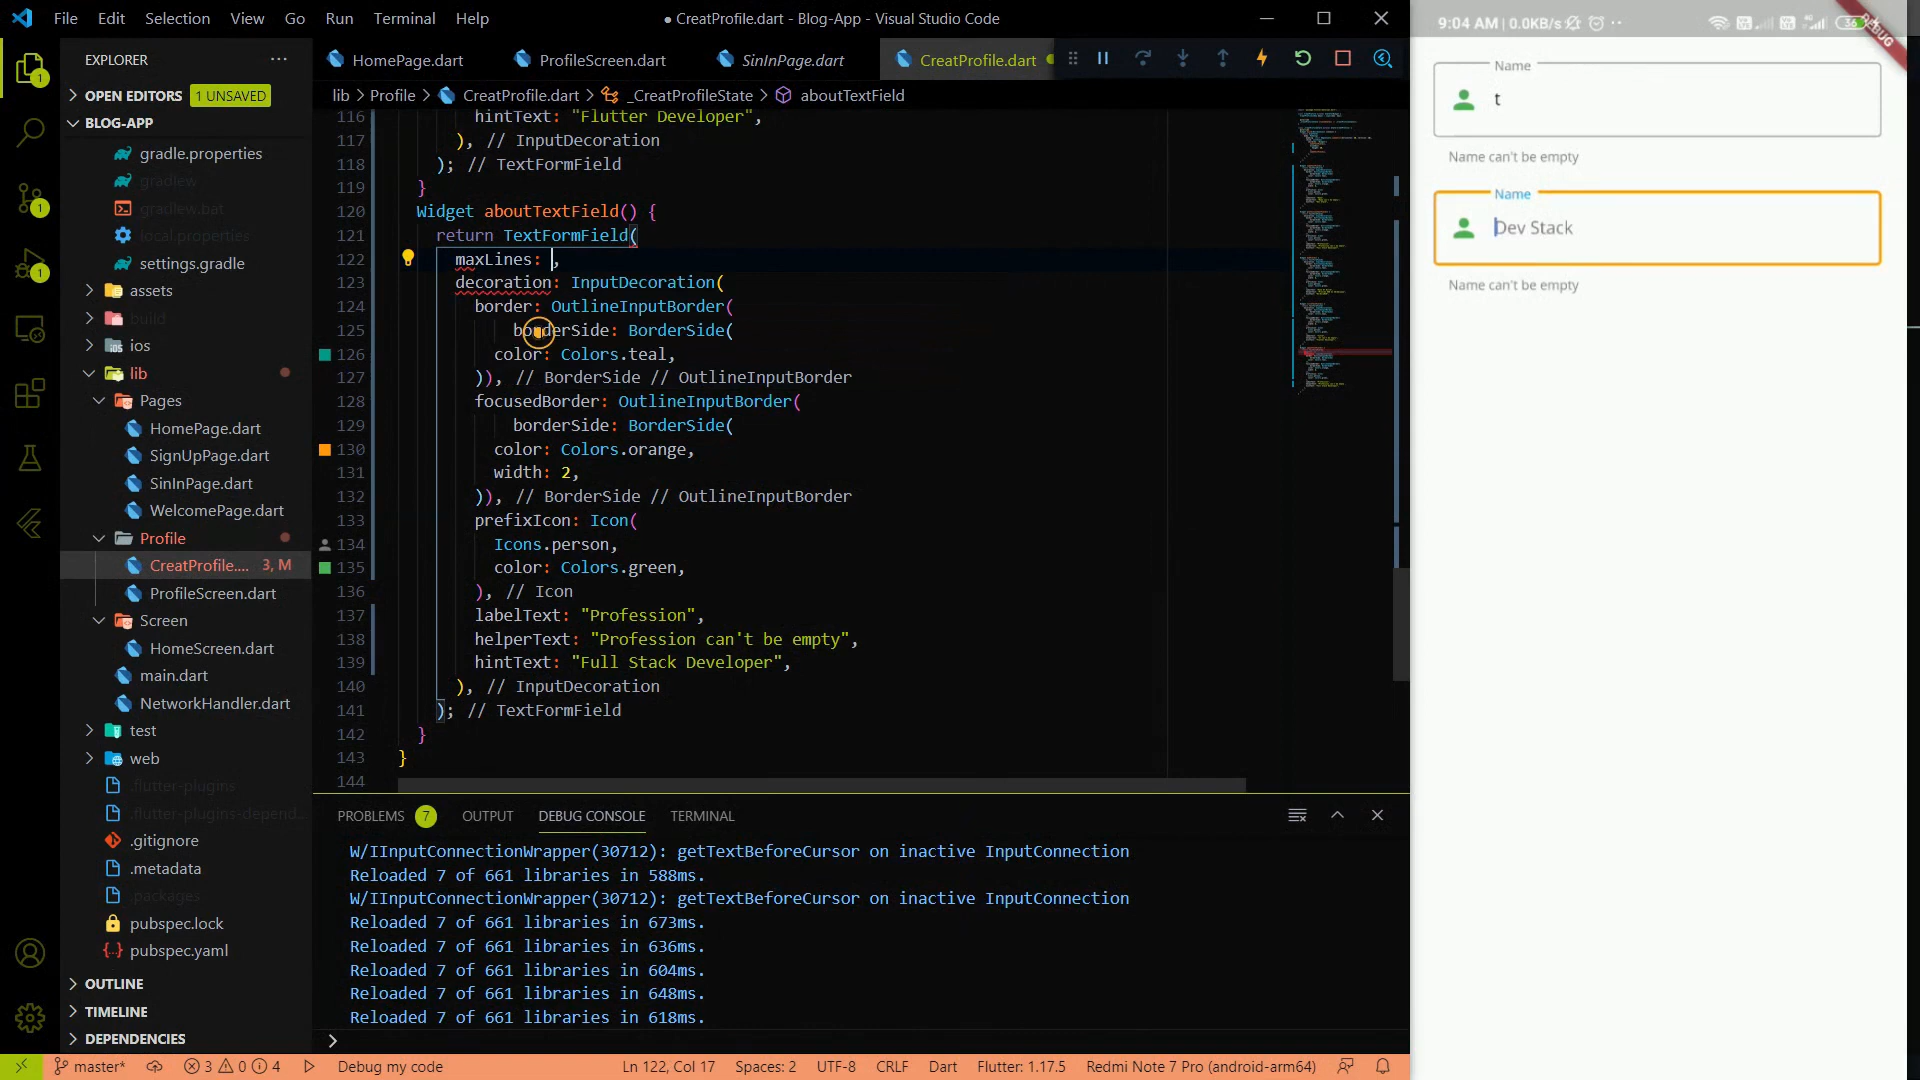 File Edit Selection View Go Run Terminal Help
● CreatProfile.dart - Blog-App - Visual Studio Code
EXPLORER
HomePage.dart ProfileScreen.dart SinInPage.dart CreatProfile.dart
OPEN EDITORS 1 UNSAVED
lib > Profile > CreatProfile.dart > _CreatProfileState > aboutTextField
BLOG-APP
gradle.properties
gradlew
gradlew.bat
local.properties
settings.gradle
assets
build
ios
lib
Pages
HomePage.dart
SignUpPage.dart
SinInPage.dart
WelcomePage.dart
Profile
CreatProfile.... 3, M
ProfileScreen.dart
Screen
HomeScreen.dart
main.dart
NetworkHandler.dart
test
web
.flutter-plugins
.flutter-plugins-depend...
.gitignore
.metadata
.packages
pubspec.lock
pubspec.yaml
OUTLINE
TIMELINE
DEPENDENCIES
116 hintText: "Flutter Developer",
117 ), // InputDecoration
118 ); // TextFormField
119 }
120 Widget aboutTextField() {
121 return TextFormField(
122 maxLines: ,
123 decoration: InputDecoration(
124 border: OutlineInputBorder(
125 borderSide: BorderSide(
126 color: Colors.teal,
127 )), // BorderSide // OutlineInputBorder
128 focusedBorder: OutlineInputBorder(
129 borderSide: BorderSide(
130 color: Colors.orange,
131 width: 2,
132 )), // BorderSide // OutlineInputBorder
133 prefixIcon: Icon(
134 Icons.person,
135 color: Colors.green,
136 ), // Icon
137 labelText: "Profession",
138 helperText: "Profession can't be empty",
139 hintText: "Full Stack Developer",
140 ), // InputDecoration
141 ); // TextFormField
142 }
143 }
144
PROBLEMS 7 OUTPUT DEBUG CONSOLE TERMINAL
W/IInputConnectionWrapper(30712): getTextBeforeCursor on inactive InputConnection
Reloaded 7 of 661 libraries in 588ms.
W/IInputConnectionWrapper(30712): getTextBeforeCursor on inactive InputConnection
Reloaded 7 of 661 libraries in 673ms.
Reloaded 7 of 661 libraries in 636ms.
Reloaded 7 of 661 libraries in 604ms.
Reloaded 7 of 661 libraries in 648ms.
Reloaded 7 of 661 libraries in 618ms.
master* 3 0 4 Debug my code Ln 122, Col 17 Spaces: 2 UTF-8 CRLF Dart Flutter: 1.17.5 Redmi Note 7 Pro (android-arm64)
9:04 AM | 0.0KB/s
DEBUG
Name
t
Name can't be empty
Name
Dev Stack
Name can't be empty